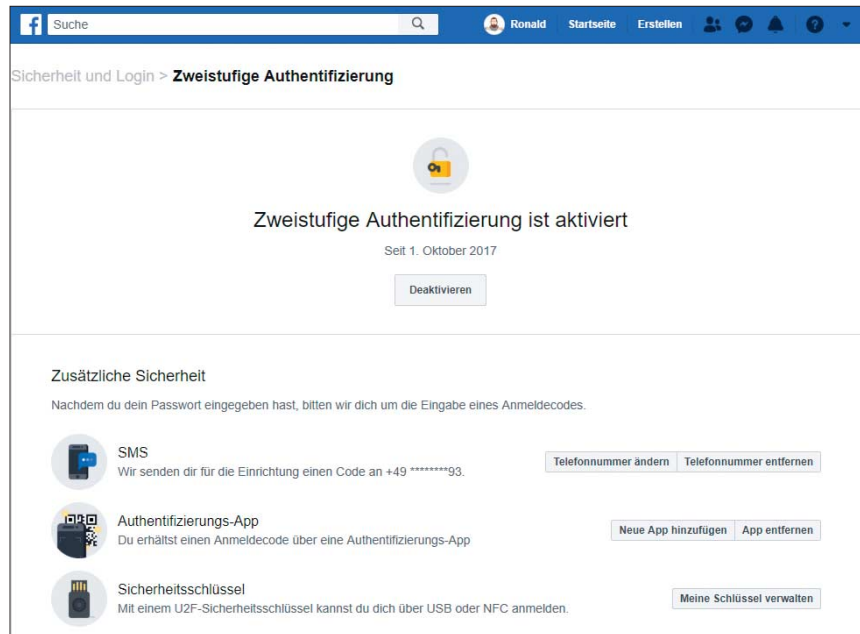 f Suche Ronald Startseite Erstellen ?
Sicherheit und Login > Zweistufige Authentifizierung
Zweistufige Authentifizierung ist aktiviert
Seit 1. Oktober 2017
Deaktivieren
Zusätzliche Sicherheit
Nachdem du dein Passwort eingegeben hast, bitten wir dich um die Eingabe eines Anmeldecodes.
SMS
Wir senden dir für die Einrichtung einen Code an +49 ********93.
Telefonnummer ändern Telefonnummer entfernen
Authentifizierungs-App
Du erhältst einen Anmeldecode über eine Authentifizierungs-App
Neue App hinzufügen App entfernen
Sicherheitsschlüssel
Mit einem U2F-Sicherheitsschlüssel kannst du dich über USB oder NFC anmelden.
Meine Schlüssel verwalten